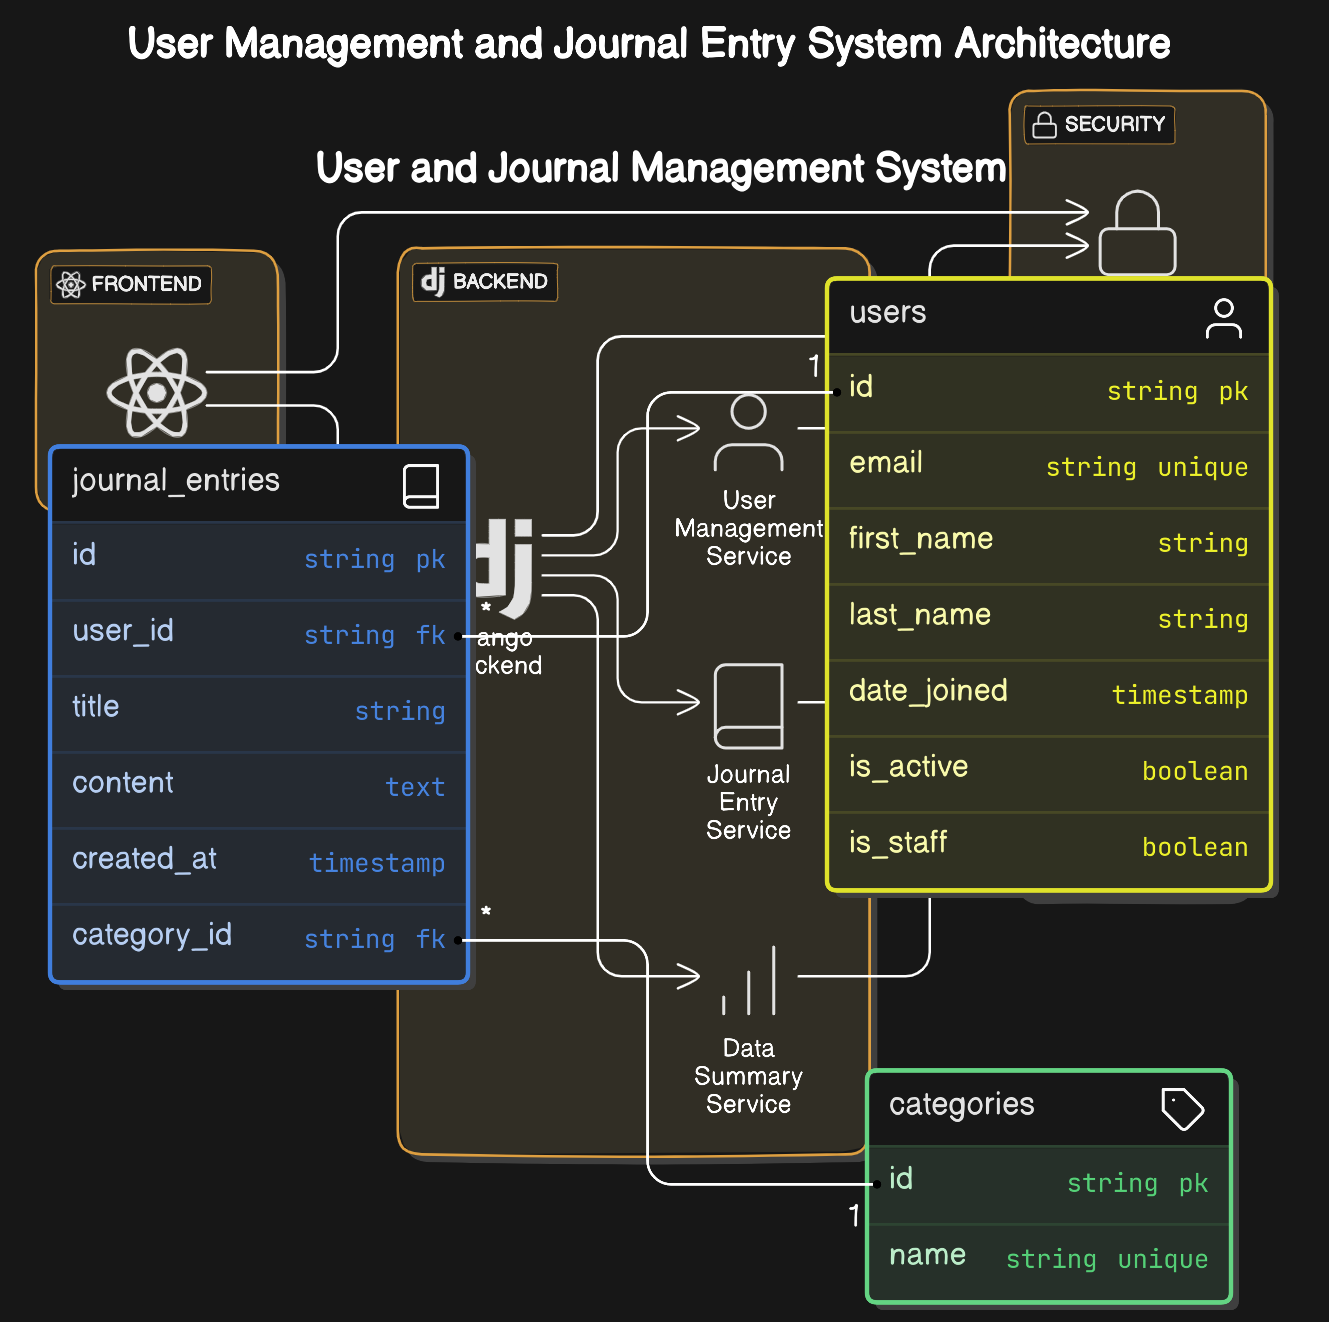 User Management and Journal Entry System Architecture
SECURITY
User and Journal Management System
FRONTEND
dj BACKEND
users
1
id string pk
email string unique
first_name string
last_name string
date_joined timestamp
is_active boolean
is_staff boolean
User
Management
Service
journal_entries
id string pk
user_id string fk
title string
content text
created_at timestamp
category_id string fk
dj
*
ango
ckend
Journal
Entry
Service
*
Data
Summary
Service
categories
id string pk
1
name string unique